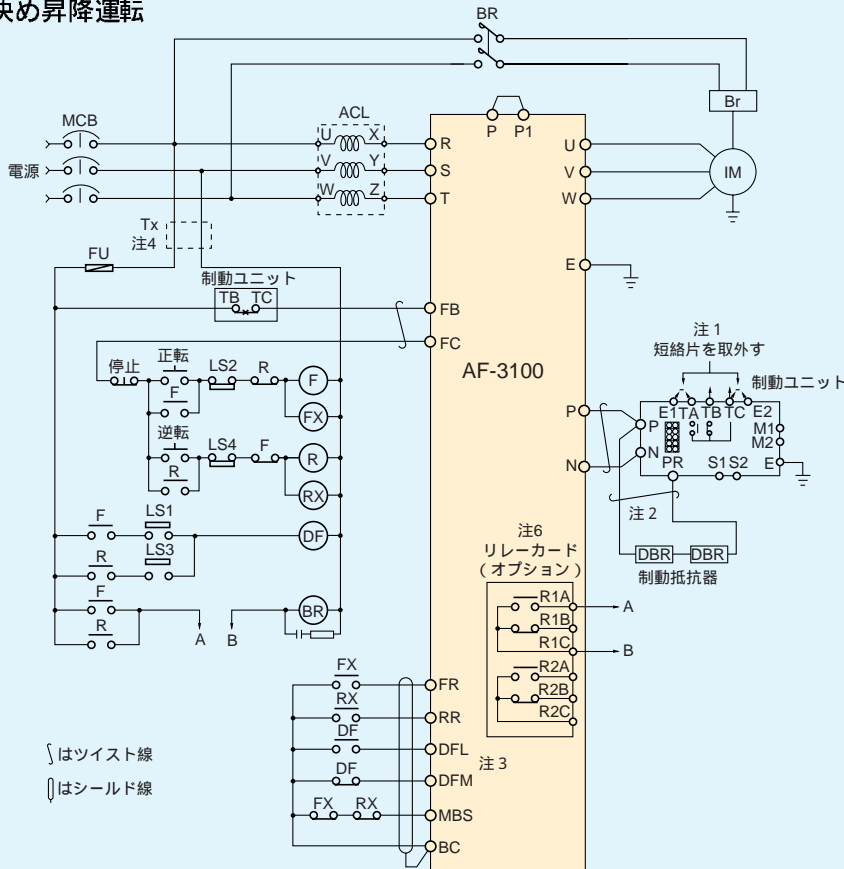 決め昇降運転
BR
Br
MCB
ACL
P P1
U X
V Y
W Z
R
S
T
U
V
W
IM
電源
Tx
注4
FU
E
制動ユニット
TB TC
FB
FC
AF-3100
停止
正転
LS2
R
F
F
FX
逆転
LS4
F
R
R
RX
F
LS1
DF
R
LS3
F
R
A
B
BR
注1
短絡片を取外す
制動ユニット
E1 TA TB TC E2
P
N
P
N
M1
M2
PR
S1 S2
E
注2
DBR
DBR
制動抵抗器
注6
リレーカード
(オプション)
R1A
A
R1B
R1C
B
R2A
R2B
R2C
FX
FR
RX
RR
DF
DFL
DF
DFM
注3
FX RX
MBS
BC
はツイスト線
はシールド線